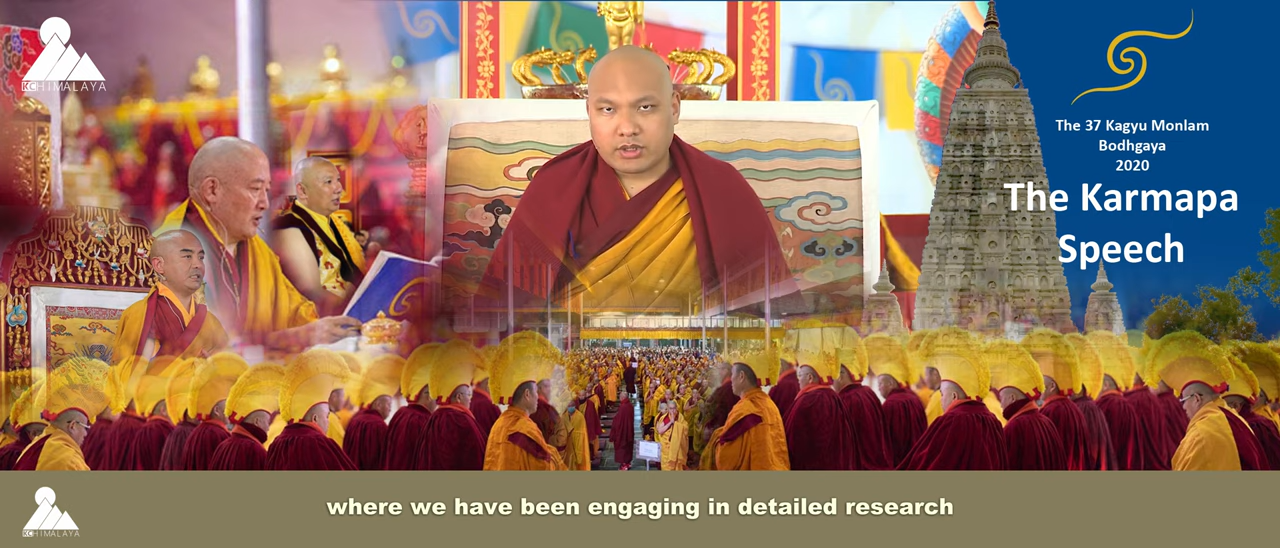 KCHIMALAYA
The 37 Kagyu Monlam
Bodhgaya
2020
The Karmapa
Speech
where we have been engaging in detailed research
KCHIMALAYA